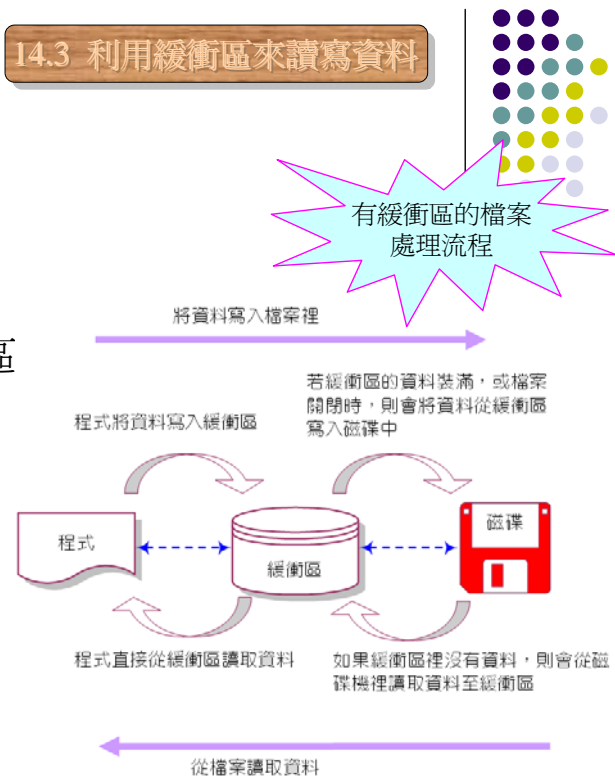 14.3 利用緩衝區來讀寫資料
有緩衝區的檔案
處理流程
將資料寫入檔案裡
區
程式將資料寫入緩衝區
若緩衝區的資料裝滿，或檔案
關閉時，則會將資料從緩衝區
寫入磁碟中
程式
緩衝區
磁碟
程式直接從緩衝區讀取資料
如果緩衝區裡沒有資料，則會從磁
碟機裡讀取資料至緩衝區
從檔案讀取資料